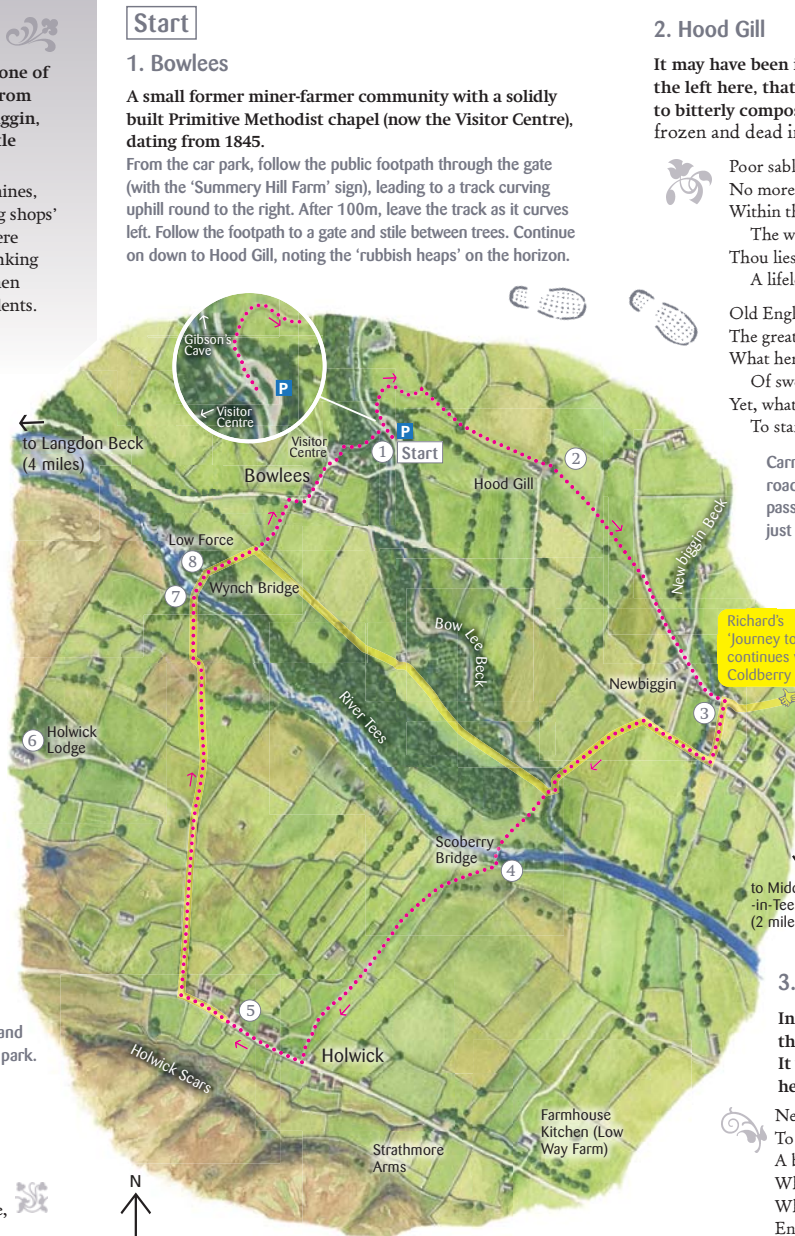 one of
from
ggin,
tle
nines,
g shops'
ere
nking
hen
dents.
Start
1. Bowlees
A small former miner-farmer community with a solidly
built Primitive Methodist chapel (now the Visitor Centre),
dating from 1845.
From the car park, follow the public footpath through the gate
(with the 'Summery Hill Farm' sign), leading to a track curving
uphill round to the right. After 100m, leave the track as it curves
left. Follow the footpath to a gate and stile between trees. Continue
on down to Hood Gill, noting the 'rubbish heaps' on the horizon.
2. Hood Gill
It may have been i
the left here, that
to bitterly compos
frozen and dead i
Poor sabl
No more
Within th
The w
Thou lies
A lifel
Old Engl
The great
What her
Of sw
Yet, what
To star
Carr
road
pass
just
Gibson's
Cave
P
Visitor
Centre
to Langdon Beck
(4 miles)
Visitor
Centre
P
1
Start
Bowlees
Hood Gill
2
Low Force
8
Wynch Bridge
7
Newbiggin Beck
Bow Lee Beck
Richard's
'Journey to
continues
Coldberry
Newbiggin
3
River Tees
6
Holwick
Lodge
Scoberry
Bridge
4
to Midd
-in-Tee
(2 mile
5
Holwick
Holwick Scars
and
park.
Strathmore
Arms
Farmhouse
Kitchen (Low
Way Farm)
N
e,
3.
In
th
It
he
Ne
To
A b
Wh
Wh
En